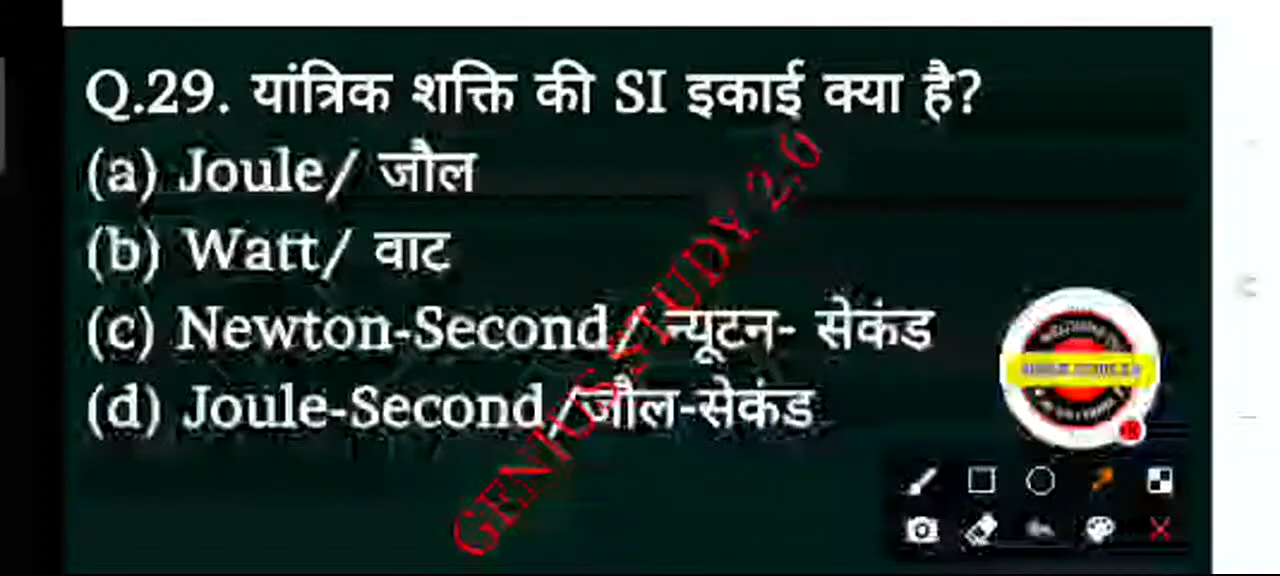 Q.29. यांत्रिक शक्ति की SI इकाई क्या है?
(a) Joule/ जौल
(b) Watt/ वाट
(c) Newton-Second / न्यूटन- सेकंड
(d) Joule-Second /जौल-सेकंड
GENIUS STUDY 2.0